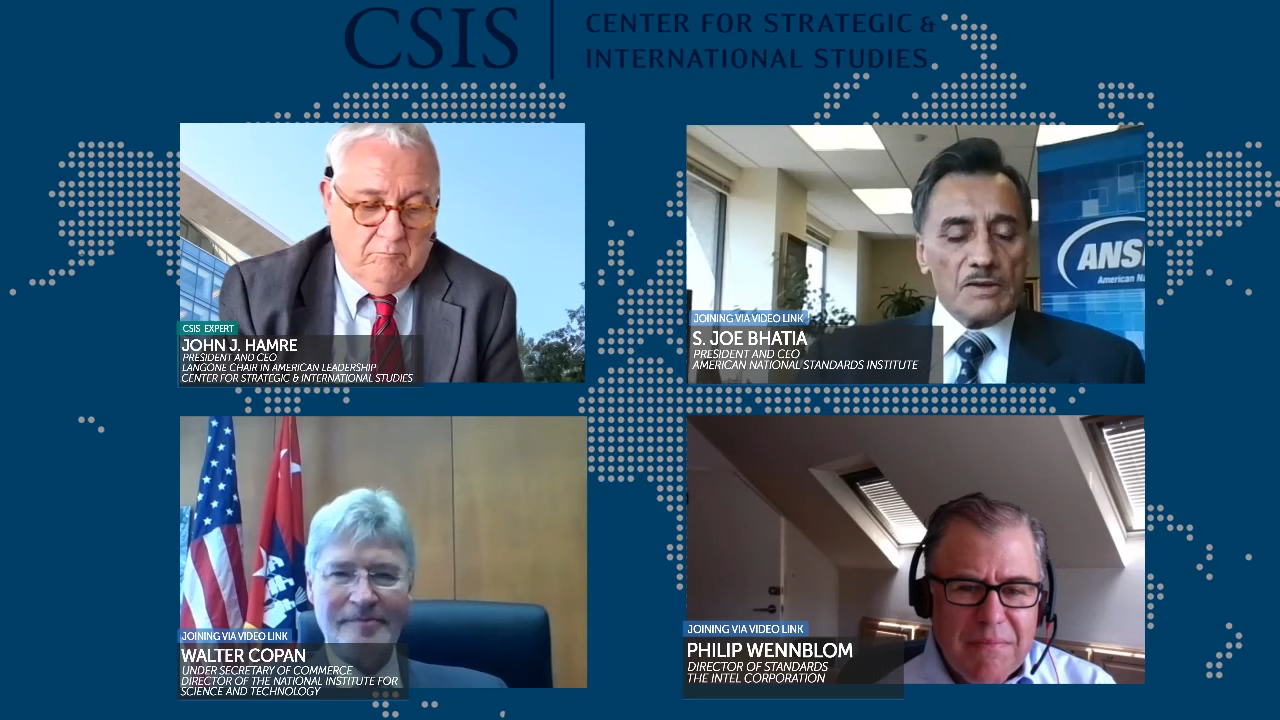 CSIS
CENTER FOR STRATEGIC &
INTERNATIONAL STUDIES
CSIS EXPERT
JOHN J. HAMRE
PRESIDENT AND CEO
LANGONE CHAIR IN AMERICAN LEADERSHIP
CENTER FOR STRATEGIC & INTERNATIONAL STUDIES
ANS
American Na
JOINING VIA VIDEO LINK
S. JOE BHATIA
PRESIDENT AND CEO
AMERICAN NATIONAL STANDARDS INSTITUTE
JOINING VIA VIDEO LINK
WALTER COPAN
UNDER SECRETARY OF COMMERCE
DIRECTOR OF THE NATIONAL INSTITUTE FOR
SCIENCE AND TECHNOLOGY
JOINING VIA VIDEO LINK
PHILIP WENNBLOM
DIRECTOR OF STANDARDS
THE INTEL CORPORATION